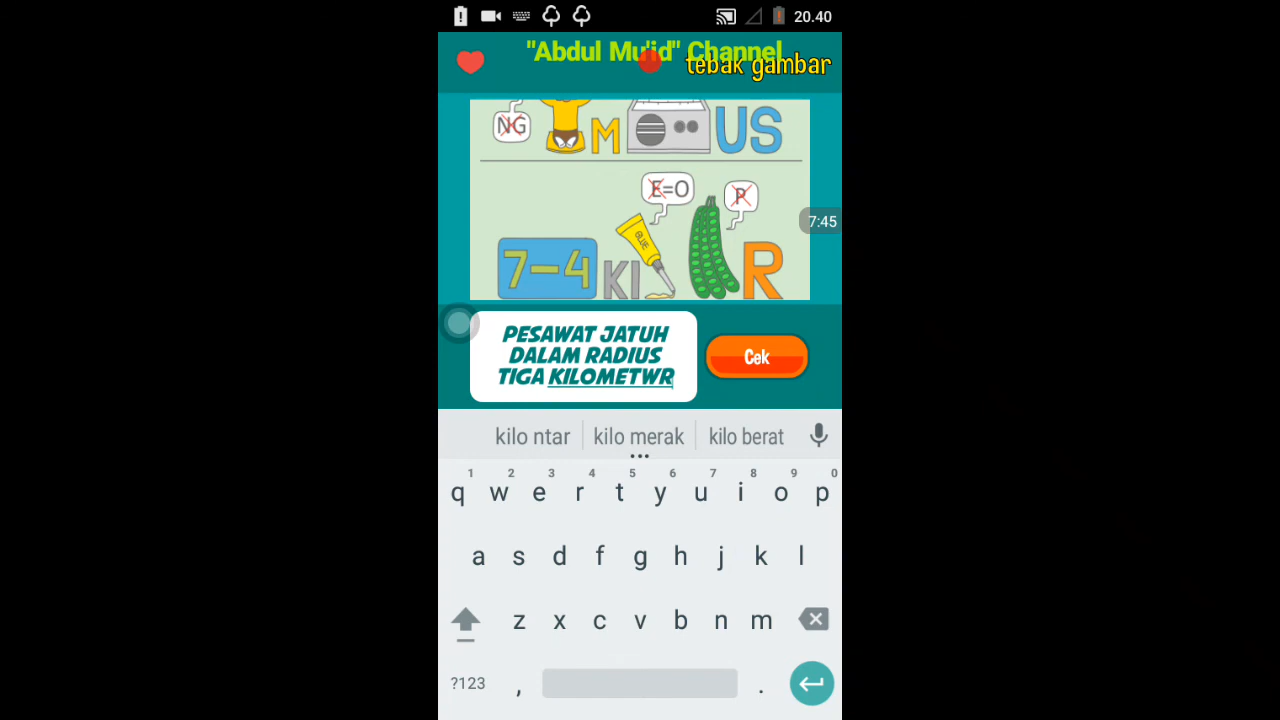 20.40
"Abdul Mu'id" Channel
tebak gambar
NG
M
US
E=O
P
7:45
GLUE
7-4
KI
R
PESAWAT JATUH
DALAM RADIUS
TIGA KILOMETWR
Cek
kilo ntar
kilo merak
kilo berat
1 2 3 4 5 6 7 8 9 0
q w e r t y u i o p
a s d f g h j k l
z x c v b n m
?123 , .